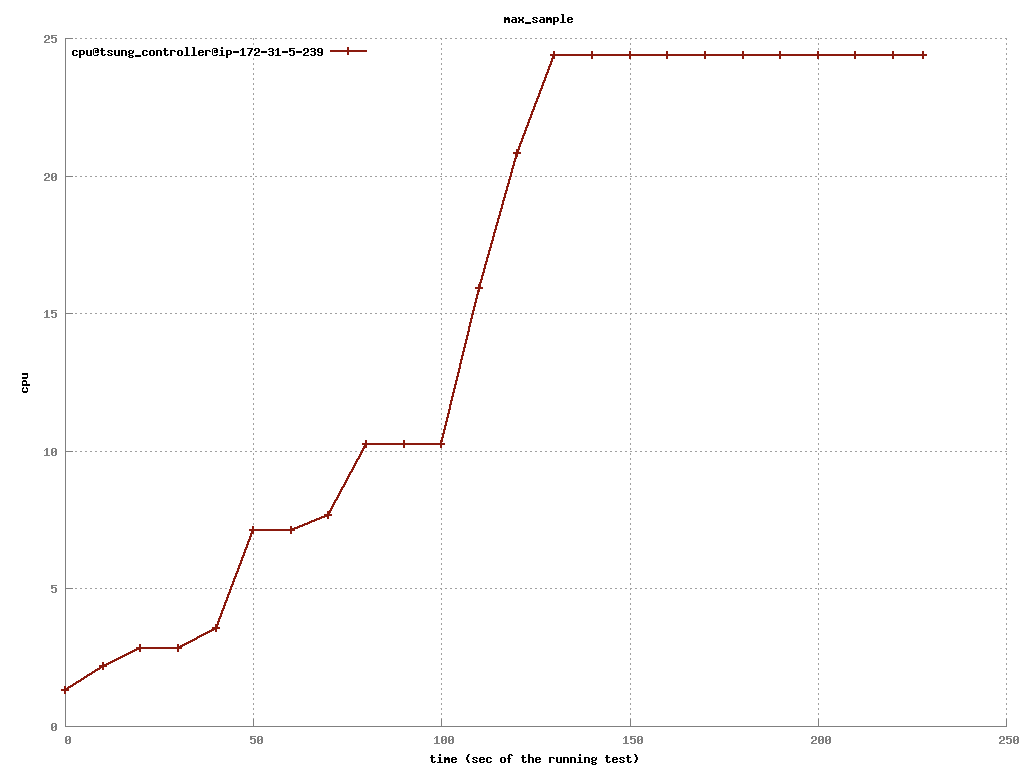 max_sample
25
cpu@tsung_controller@ip-172-31-5-239
20
15
cpu
10
5
0
0 50 100 150 200 250
time (sec of the running test)